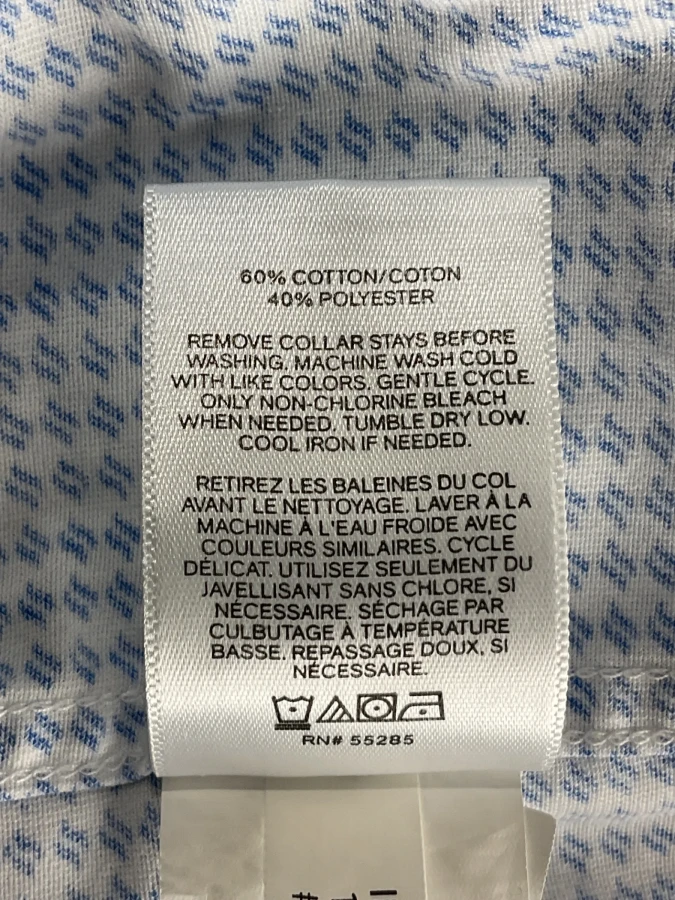 60% COTTON/COTON
40% POLYESTER
REMOVE COLLAR STAYS BEFORE
WASHING. MACHINE WASH COLD
WITH LIKE COLORS. GENTLE CYCLE.
ONLY NON-CHLORINE BLEACH
WHEN NEEDED. TUMBLE DRY LOW.
COOL IRON IF NEEDED.
RETIREZ LES BALEINES DU COL
AVANT LE NETTOYAGE. LAVER À LA
MACHINE À L'EAU FROIDE AVEC
COULEURS SIMILAIRES. CYCLE
DÉLICAT. UTILISEZ SEULEMENT DU
JAVELLISANT SANS CHLORE, SI
NÉCESSAIRE. SÉCHAGE PAR
CULBUTAGE À TEMPÉRATURE
BASSE. REPASSAGE DOUX, SI
NÉCESSAIRE.
RN# 55285